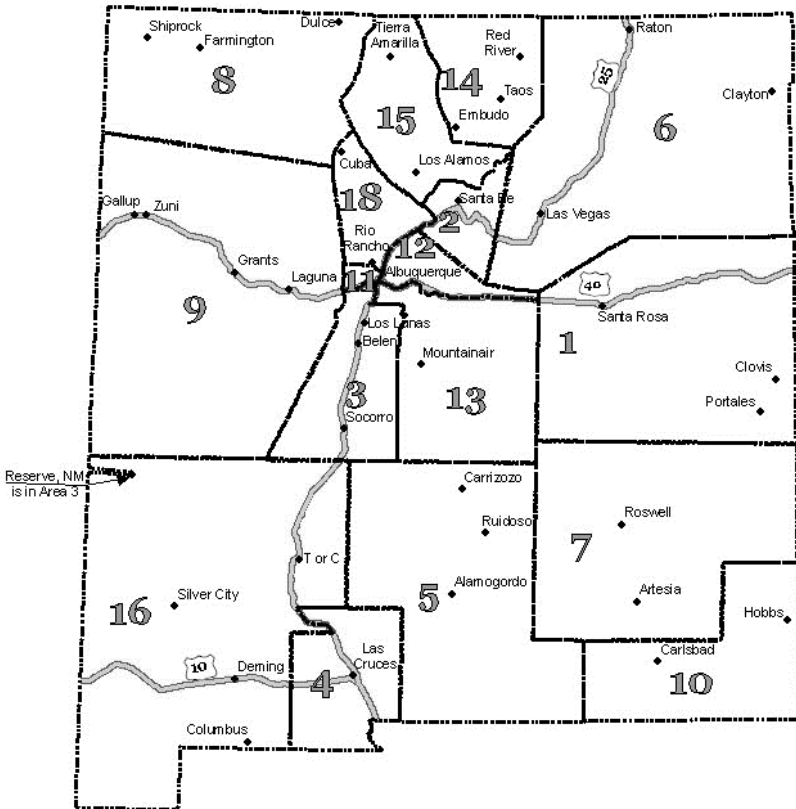 Shiprock
Farmington
Dulce
Tierra
Amarilla
Red
River
Raton
8
14
Taos
25
Clayton
15
Embudo
6
Cuba
Los Alamos
18
Santa Fe
Gallup
Zuni
2
Las Vegas
Rio
Rancho
12
Grants
Laguna
11
Albuquerque
40
9
Santa Rosa
Los Lunas
Belen
1
Mountainair
Clovis
3
13
Portales
Socorro
Reserve, NM
is in Area 3
Carrizozo
Roswell
Ruidoso
7
T or C
Silver City
16
Alamogordo
5
Artesia
Hobbs
Las
Cruces
Carlsbad
10
Deming
4
10
Columbus